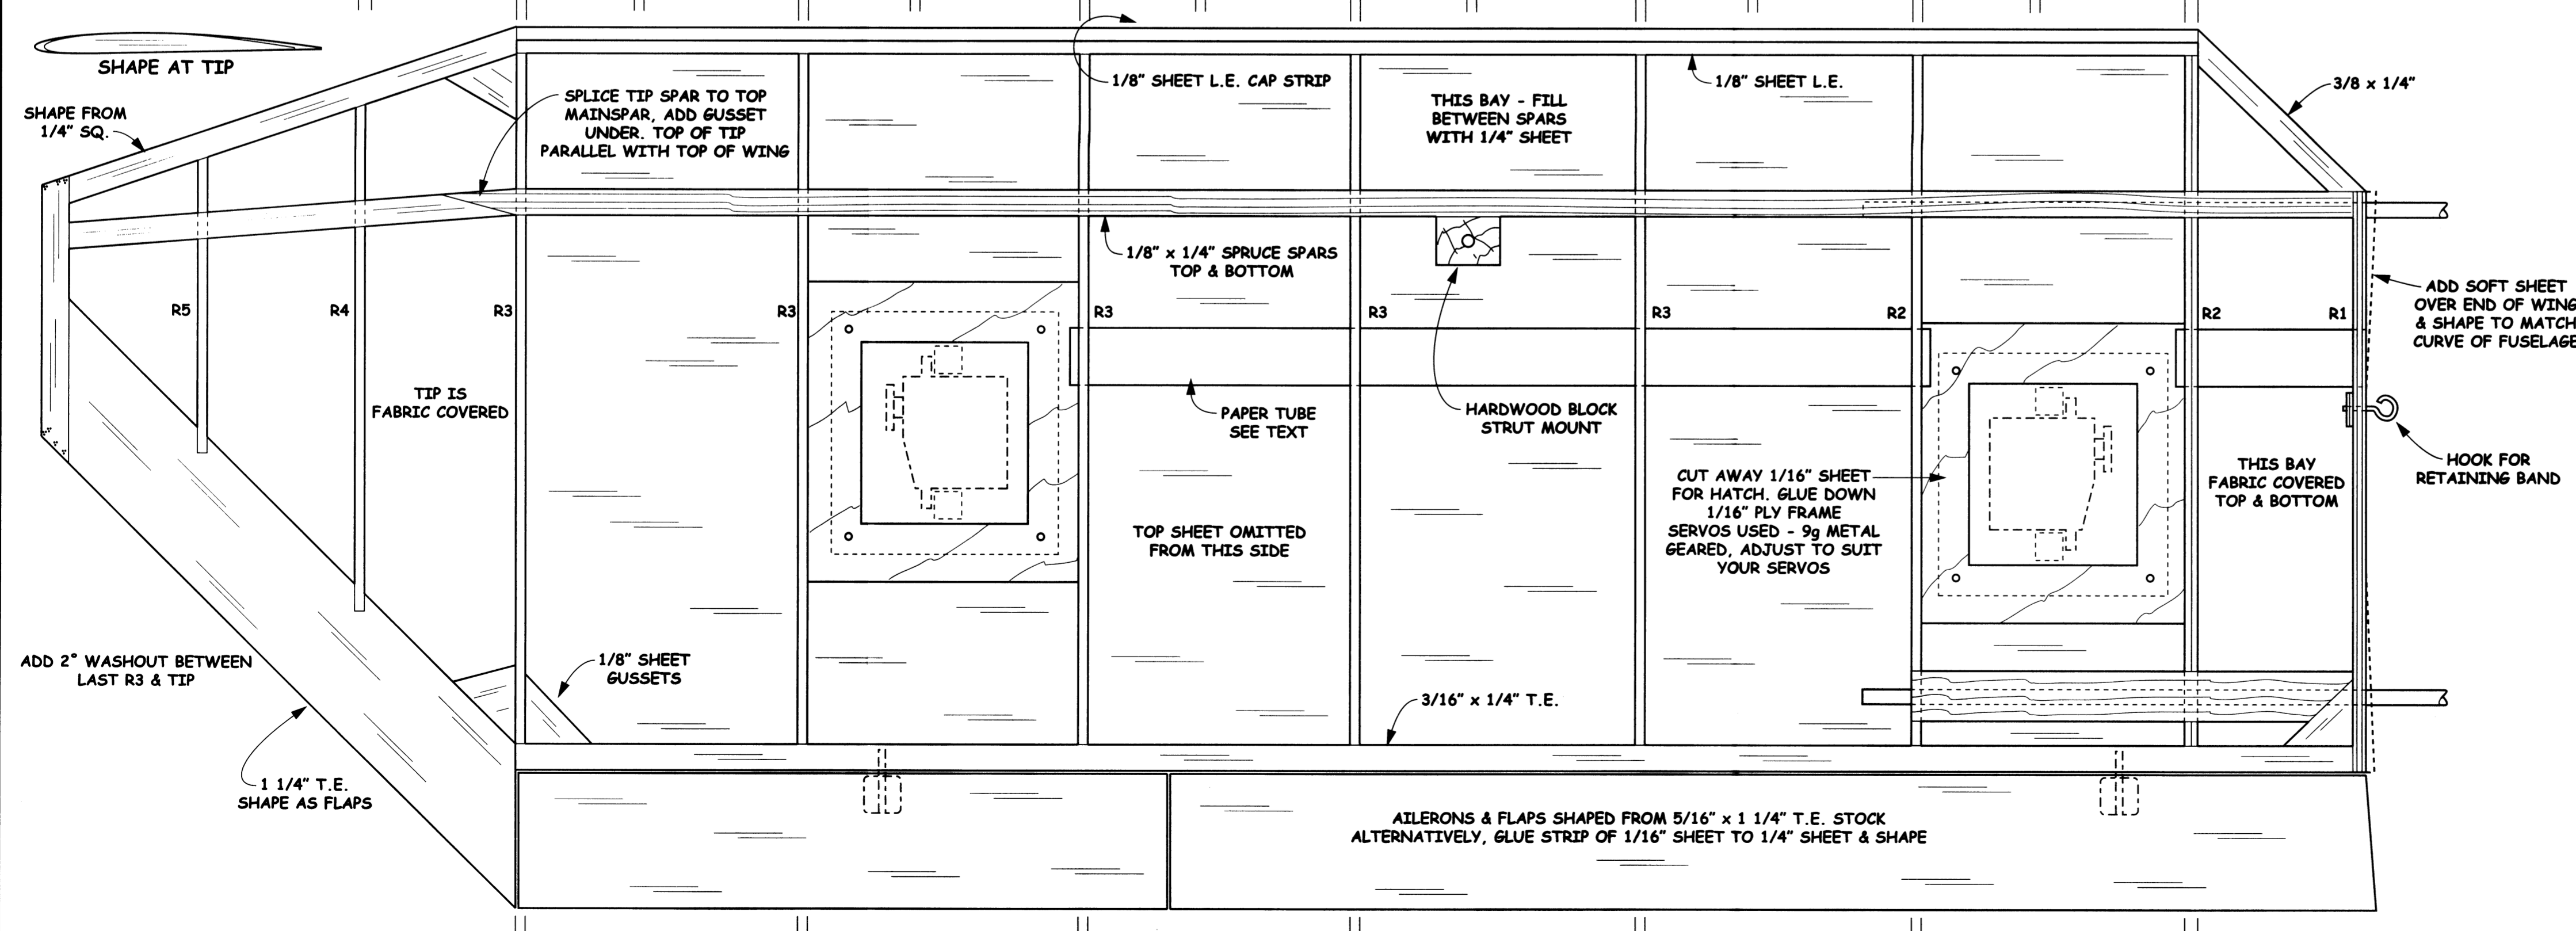 SHAPE AT TIP
SHAPE FROM
1/4" SQ.
SPLICE TIP SPAR TO TOP
MAINSPAR, ADD GUSSET
UNDER. TOP OF TIP
PARALLEL WITH TOP OF WING
1/8" SHEET L.E. CAP STRIP
THIS BAY - FILL
BETWEEN SPARS
WITH 1/4" SHEET
1/8" SHEET L.E.
3/8 x 1/4"
1/8" x 1/4" SPRUCE SPARS
TOP & BOTTOM
R5
R4
R3
R3
R3
R3
R3
R2
R2
R1
ADD SOFT SHEET
OVER END OF WING
& SHAPE TO MATCH
CURVE OF FUSELAGE
TIP IS
FABRIC COVERED
PAPER TUBE
SEE TEXT
HARDWOOD BLOCK
STRUT MOUNT
CUT AWAY 1/16" SHEET
FOR HATCH. GLUE DOWN
1/16" PLY FRAME
SERVOS USED - 9g METAL
GEARED, ADJUST TO SUIT
YOUR SERVOS
THIS BAY
FABRIC COVERED
TOP & BOTTOM
HOOK FOR
RETAINING BAND
TOP SHEET OMITTED
FROM THIS SIDE
ADD 2° WASHOUT BETWEEN
LAST R3 & TIP
1/8" SHEET
GUSSETS
3/16" x 1/4" T.E.
1 1/4" T.E.
SHAPE AS FLAPS
AILERONS & FLAPS SHAPED FROM 5/16" x 1 1/4" T.E. STOCK
ALTERNATIVELY, GLUE STRIP OF 1/16" SHEET TO 1/4" SHEET & SHAPE